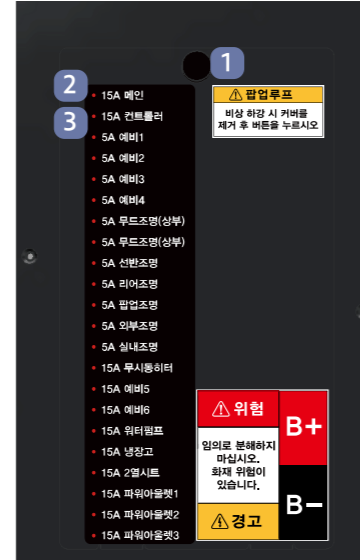 1
2
3
15A 메인
15A 컨트롤러
5A 예비1
5A 예비2
5A 예비3
5A 예비4
5A 무드조명(상부)
5A 무드조명(상부)
5A 선반조명
5A 리어조명
5A 팝업조명
5A 외부조명
5A 실내조명
15A 무시동히터
15A 예비5
15A 예비6
15A 워터펌프
15A 냉장고
15A 2열시트
15A 파워아울렛1
15A 파워아울렛2
15A 파워아울렛3
팝업루프
비상 하강 시 커버를
제거 후 버튼을 누르시오
위험
임의로 분해하지
마십시오.
화재 위험이
있습니다.
경고
B+
B-